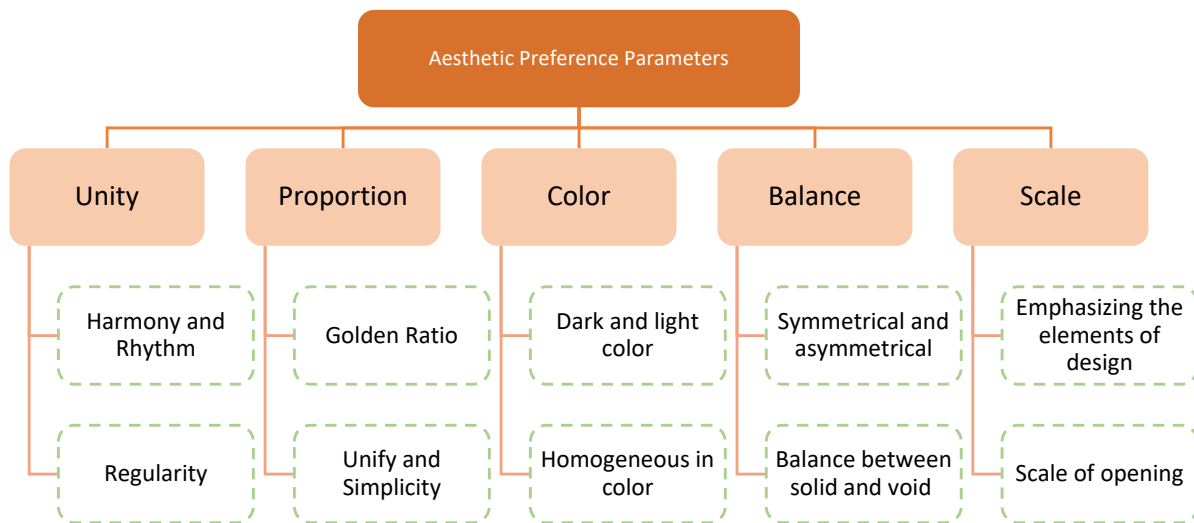 Aesthetic Preference Parameters
Unity
Proportion
Color
Balance
Scale
Harmony and
Rhythm
Golden Ratio
Dark and light
color
Symmetrical and
asymmetrical
Emphasizing the
elements of
design
Regularity
Unify and
Simplicity
Homogeneous in
color
Balance between
solid and void
Scale of opening